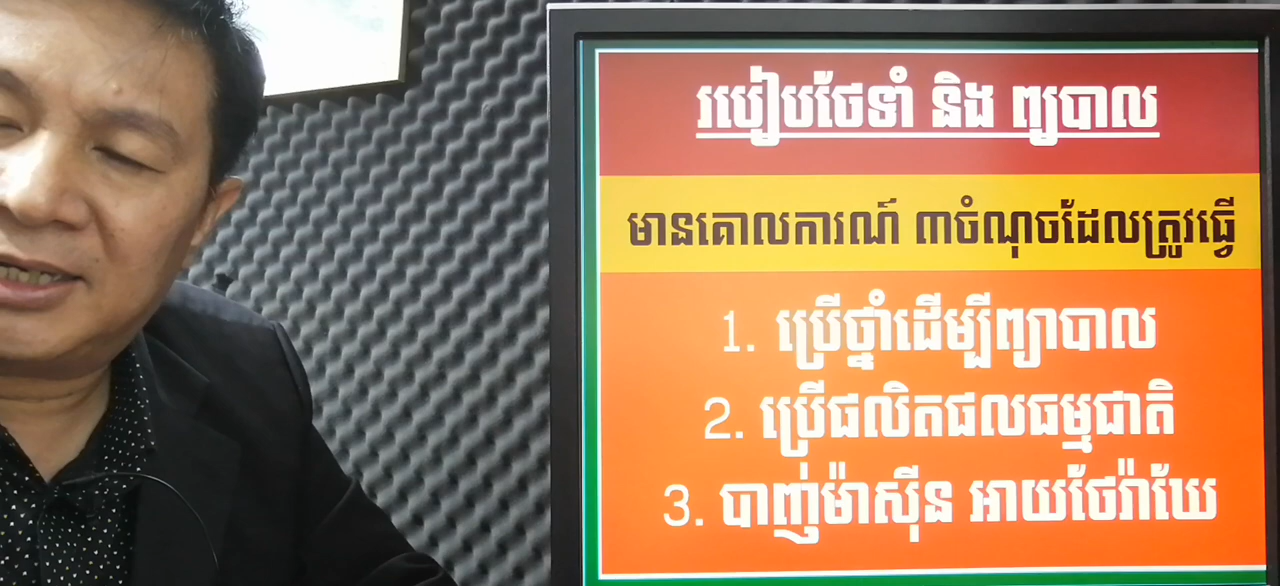 របៀបថែទាំ និង ព្យបាល
មានគោលការណ៍ ៣ចំណុចដែលត្រូវធ្វើ
1. ប្រើថ្នាំដើម្បីព្យាបាល
2. ប្រើផលិតផលធម្មជាតិ
3. បាញ់ម៉ាស៊ីន អាយថែរ៉ាឃែ